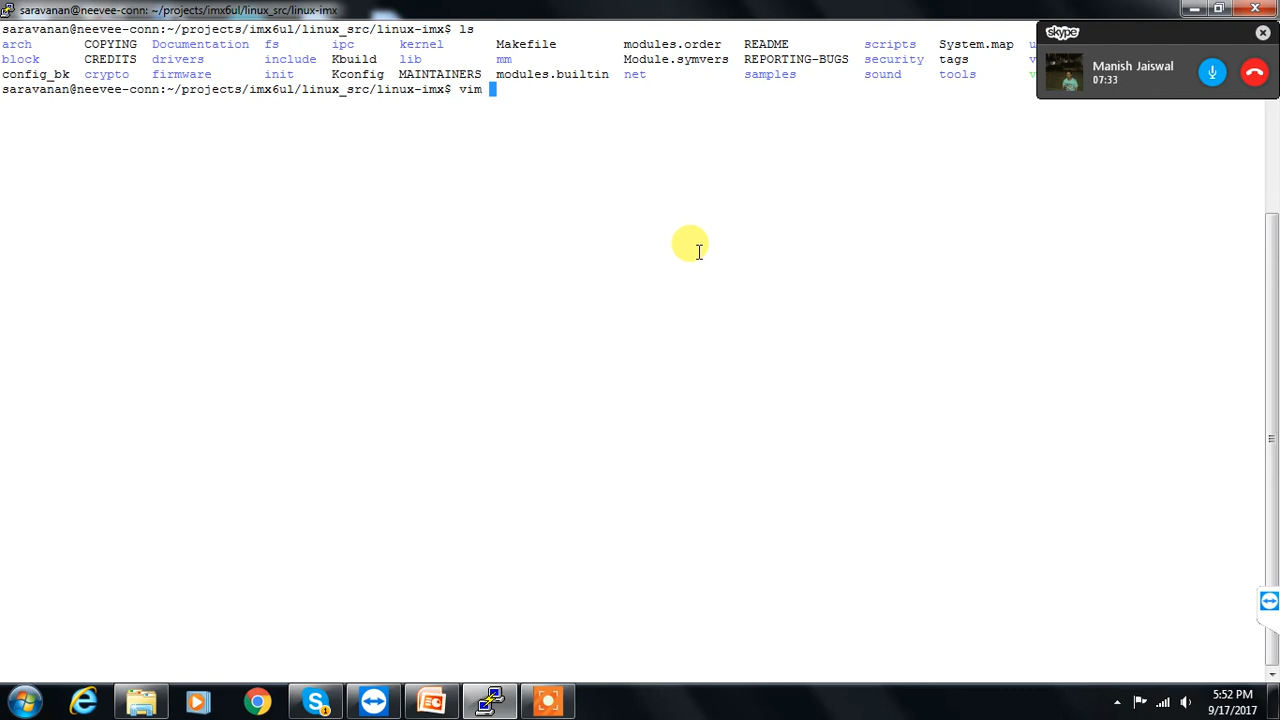 saravanan@neevee-conn: ~/projects/imx6ul/linux_src/linux-imx
saravanan@neevee-conn:~/projects/imx6ul/linux_src/linux-imx$ ls
arch COPYING Documentation fs ipc kernel Makefile modules.order README scripts System.map u
block CREDITS drivers include Kbuild lib mm Module.symvers REPORTING-BUGS security tags v
config_bk crypto firmware init Kconfig MAINTAINERS modules.builtin net samples sound tools v
saravanan@neevee-conn:~/projects/imx6ul/linux_src/linux-imx$ vim
skype
Manish Jaiswal
07:33
1
5:52 PM
9/17/2017